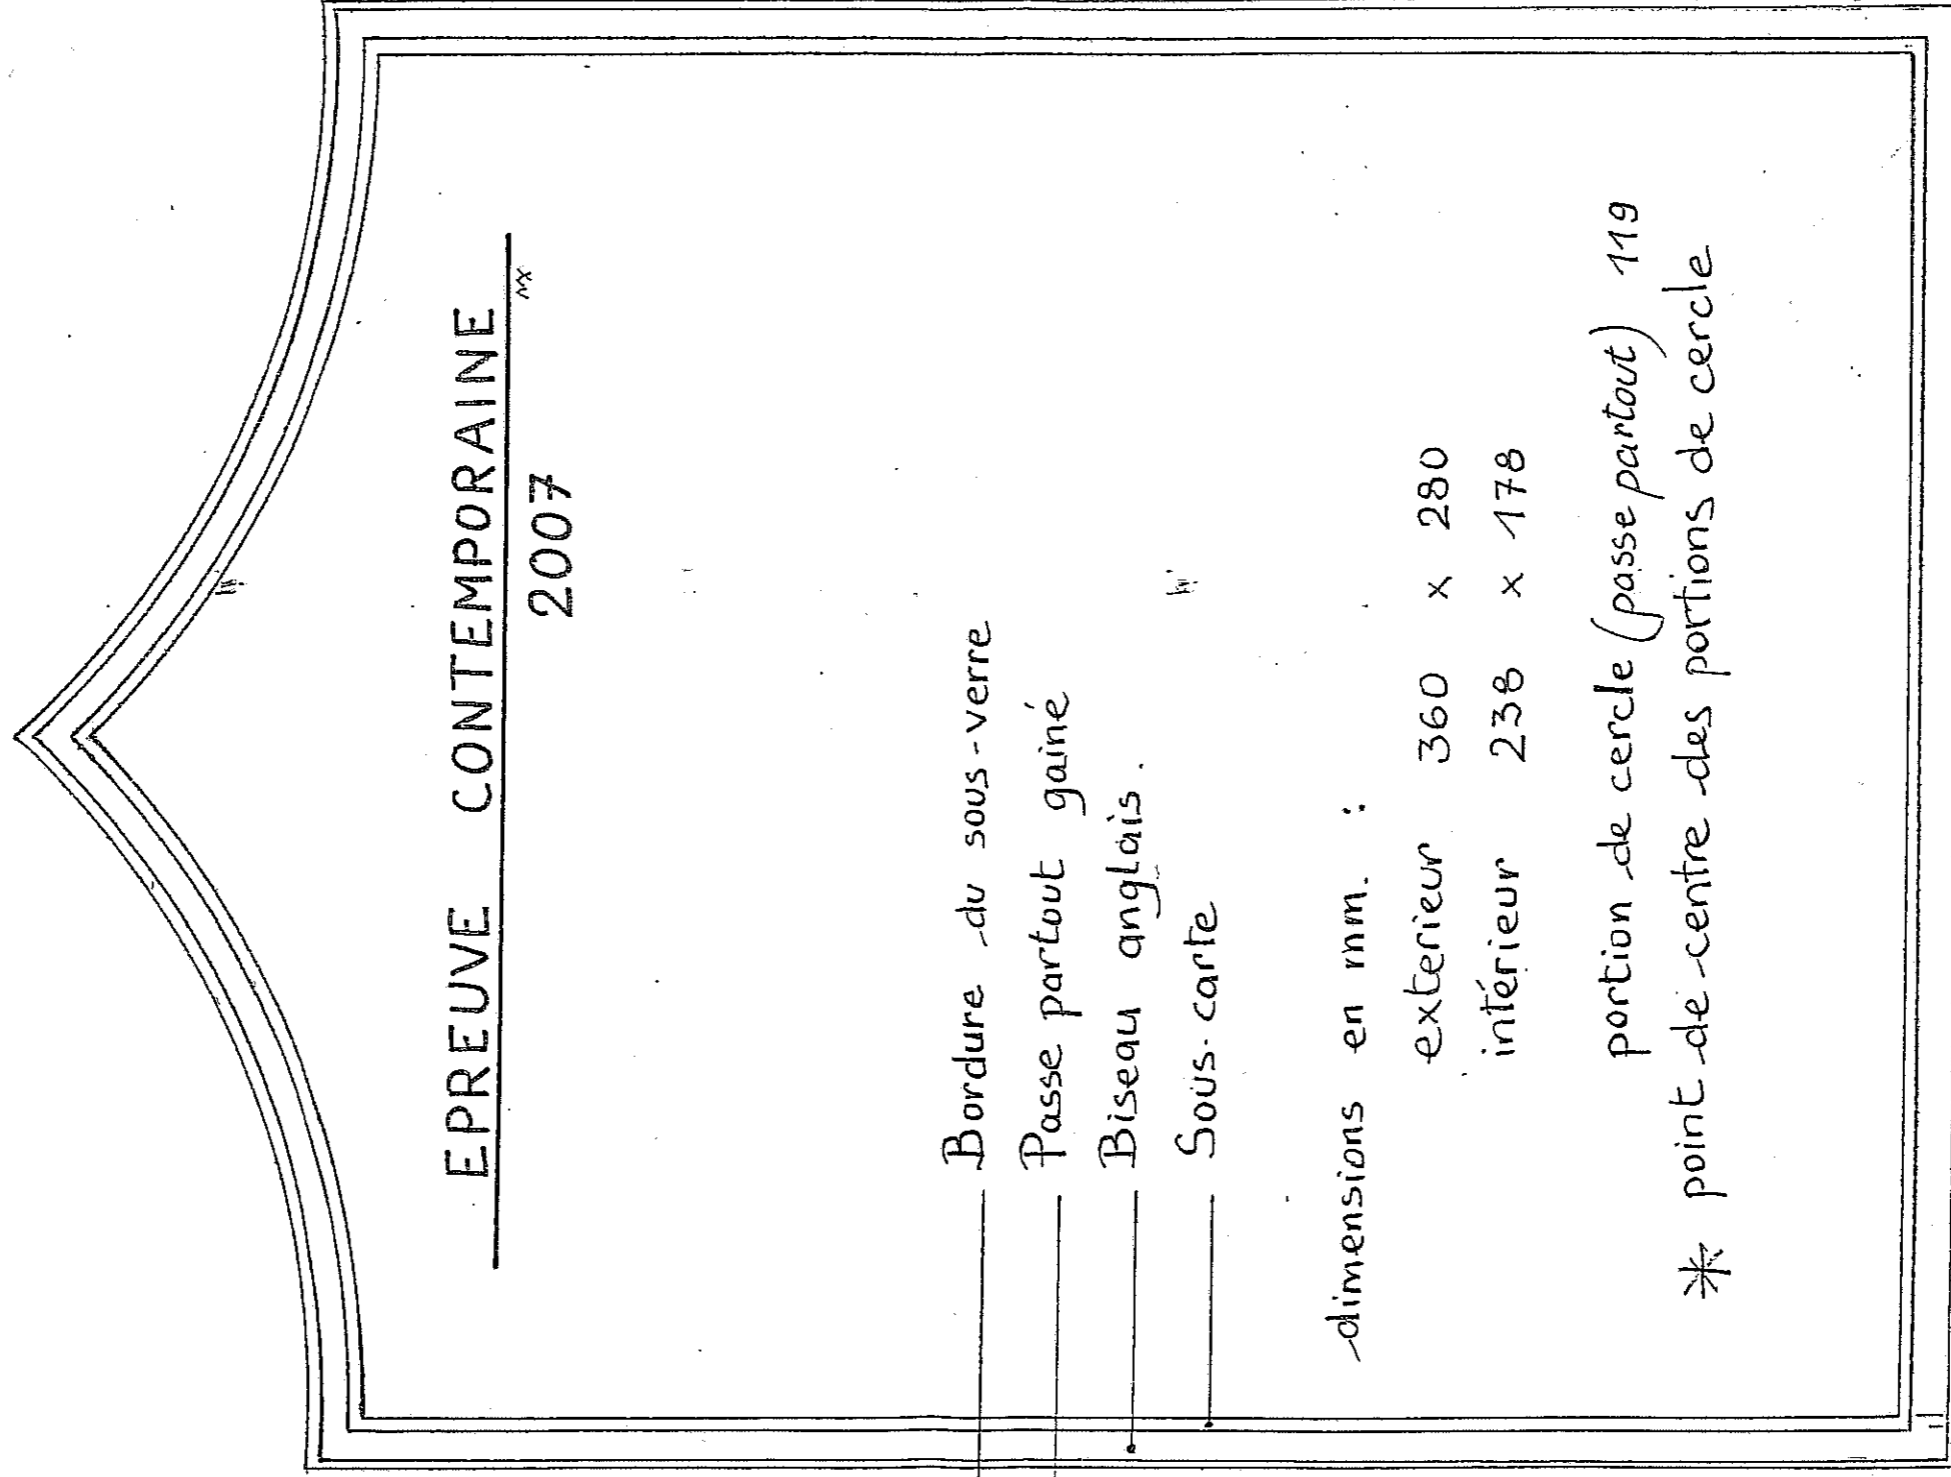 EPREUVE CONTEMPORAINE
2007
Bordure du sous-verre
Passe partout gainé
Biseau anglais.
Sous-carte
dimensions en mm. :
exterieur 360 x 280
intérieur 238 x 178
portion de cercle (passe partout) 119
* point de centre des portions de cercle